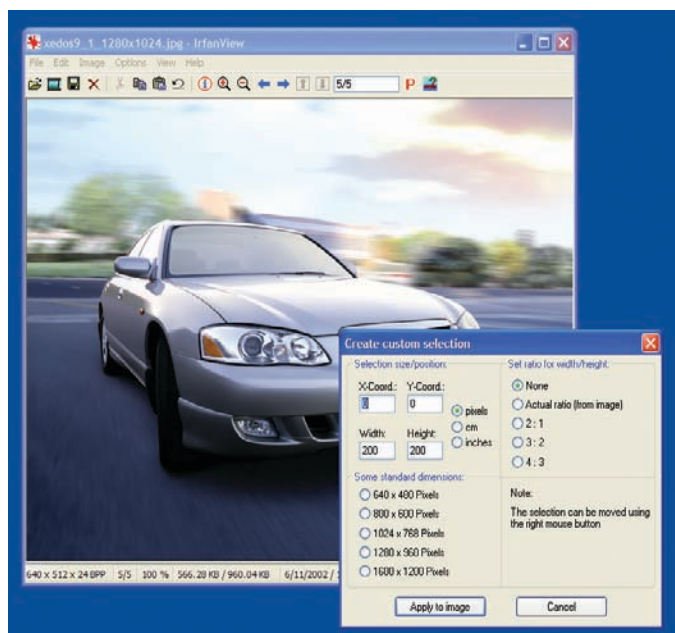 xedos9_1_1280x1024.jpg - IrfanView
File Edit Image Options View Help
5/5 P
640 x 512 x 24 BPP 5/5 100 % 566.28 KB / 960.04 KB 6/11/2002 /
Create custom selection
Selection size/position:
X-Coord.: Y-Coord.:
0 0
pixels
cm
inches
Width: Height:
200 200
Set ratio for width/height:
None
Actual ratio (from image)
2 : 1
3 : 2
4 : 3
Some standard dimensions:
640 x 480 Pixels
800 x 600 Pixels
1024 x 768 Pixels
1280 x 960 Pixels
1600 x 1200 Pixels
Note:
The selection can be moved using
the right mouse button
Apply to image Cancel